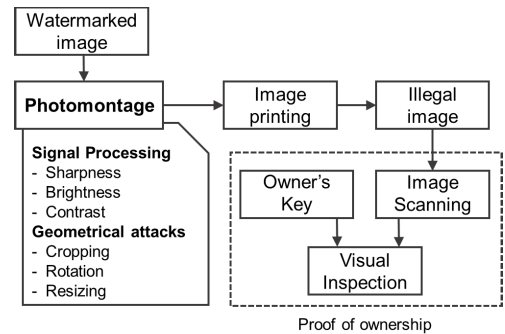 Watermarked
image
Photomontage
Image
printing
Illegal
image
Signal Processing
- Sharpness
- Brightness
- Contrast
Geometrical attacks
- Cropping
- Rotation
- Resizing
Owner's
Key
Image
Scanning
Visual
Inspection
Proof of ownership